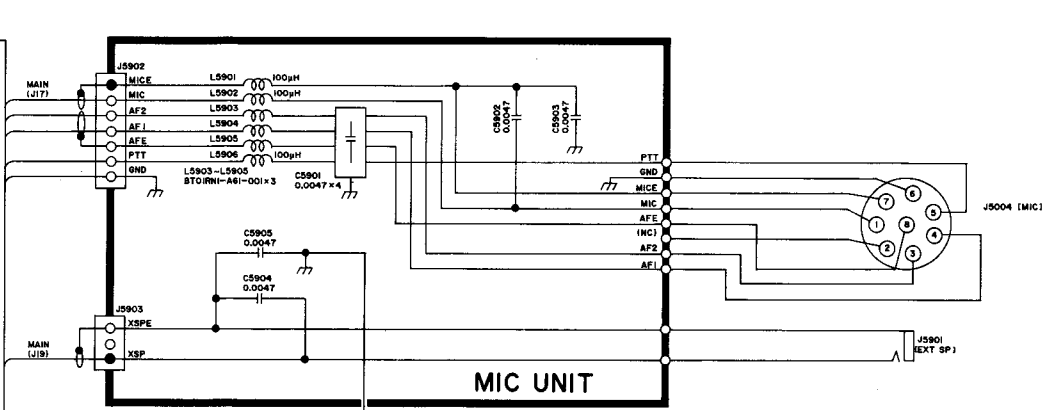 J5902
MAIN
(J17)
MICE
MIC
AF2
AF1
AFE
PTT
GND
L5901 100μH
L5902 100μH
L5903
L5904
L5905
L5906 100μH
L5903~L5905
BT01RN1-A61-001×3
C5901
0.0047×4
C5902
0.0047
C5903
0.0047
PTT
GND
MICE
MIC
AFE
(NC)
AF2
AF1
7
6
5
1
8
4
2
3
J5004 (MIC)
C5905
0.0047
C5904
0.0047
J5903
XSPE
MAIN
(J19)
XSP
J5901
(EXT SP)
MIC UNIT